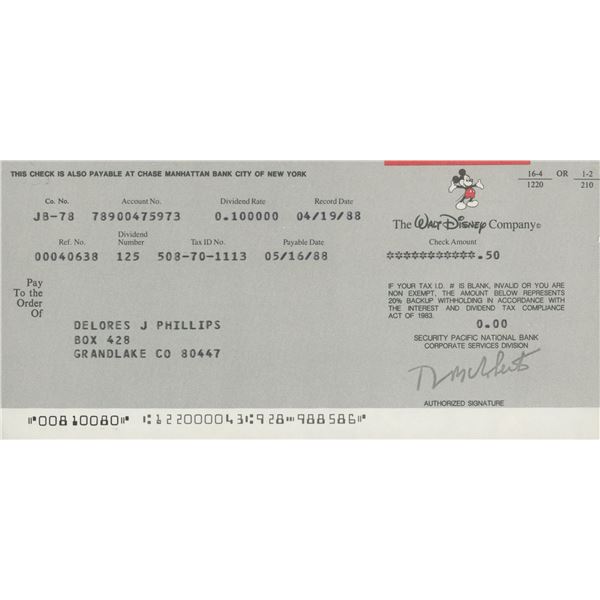 THIS CHECK IS ALSO PAYABLE AT CHASE MANHATTAN BANK CITY OF NEW YORK
16-4 OR 1-2
1220 210
Co. No. Account No. Dividend Rate Record Date
JB-78 78900475973 0.100000 04/19/88
The WALT DISNEY Company©
Ref. No. Dividend Number Tax ID No. Payable Date
Check Amount
00040638 125 508-70-1113 05/16/88
***********.50
Pay
To the
Order
Of
IF YOUR TAX I.D. # IS BLANK, INVALID OR YOU ARE
NON EXEMPT, THE AMOUNT BELOW REPRESENTS
20% BACKUP WITHHOLDING IN ACCORDANCE WITH
THE INTEREST AND DIVIDEND TAX COMPLIANCE
ACT OF 1983.
0.00
DELORES J PHILLIPS
BOX 428
GRANDLAKE CO 80447
SECURITY PACIFIC NATIONAL BANK
CORPORATE SERVICES DIVISION
AUTHORIZED SIGNATURE
⑈00810080⑈ ⑆122000043⑆928⑈988586⑈